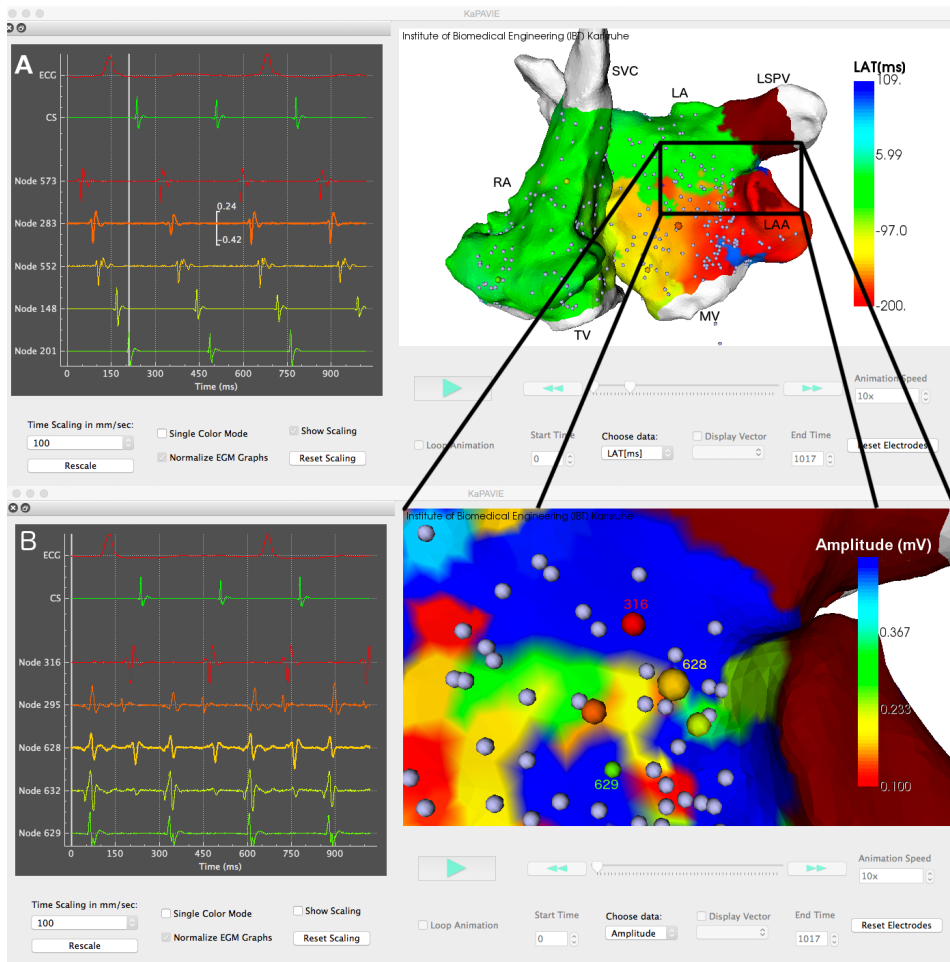 KaPAVIE
A
ECG
CS
Node 573
Node 283
Node 552
Node 148
Node 201
0.24
-0.42
0 150 300 450 600 750 900
Time (ms)
Time Scaling in mm/sec:
100
Rescale
Single Color Mode
Normalize EGM Graphs
Show Scaling
Reset Scaling
Institute of Biomedical Engineering (IBT) Karlsruhe
SVC
LA
LSPV
RA
LAA
TV
MV
LAT(ms)
109.
5.99
-97.0
-200.
Animation Speed
10x
Loop Animation
Start Time
0
Choose data:
LAT[ms]
Display Vector
End Time
1017
Reset Electrodes
KaPAVIE
B
ECG
CS
Node 316
Node 295
Node 628
Node 632
Node 629
0 150 300 450 600 750 900
Time (ms)
Time Scaling in mm/sec:
100
Rescale
Single Color Mode
Normalize EGM Graphs
Show Scaling
Reset Scaling
Institute of Biomedical Engineering (IBT) Karlsruhe
316
628
629
Amplitude (mV)
0.367
0.233
0.100
Animation Speed
10x
Loop Animation
Start Time
0
Choose data:
Amplitude
Display Vector
End Time
1017
Reset Electrodes